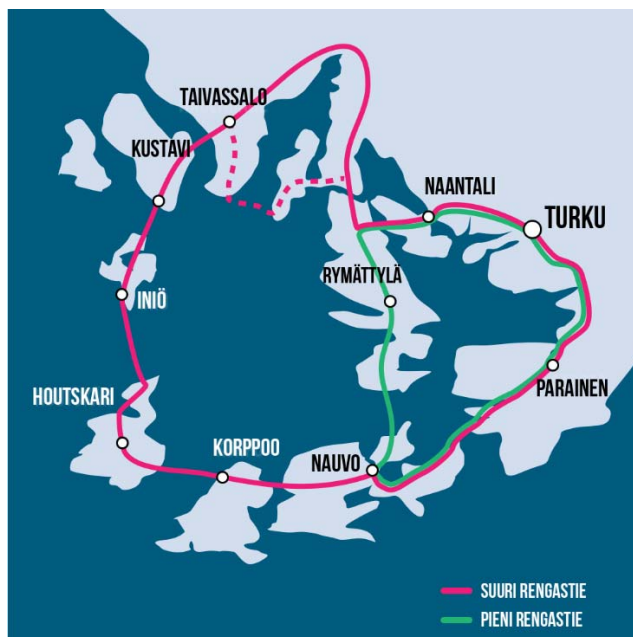 TAIVASSALO
KUSTAVI
NAANTALI
TURKU
RYMÄTTYLÄ
INIÖ
PARAINEN
HOUTSKARI
KORPPOO
NAUVO
SUURI RENGASTIE
PIENI RENGASTIE